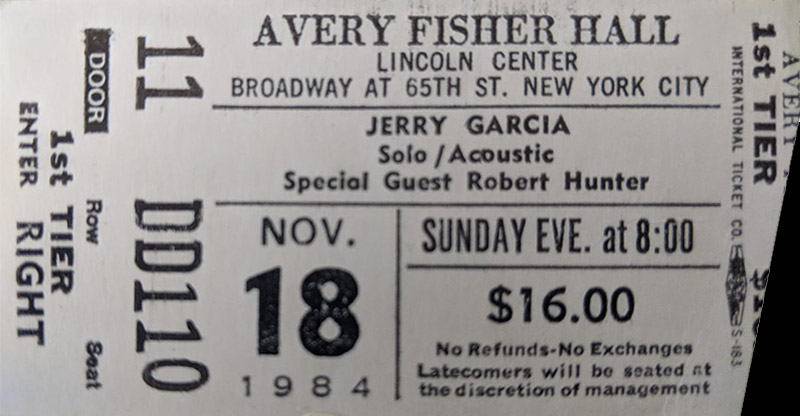 AVERY FISHER HALL
LINCOLN CENTER
BROADWAY AT 65TH ST. NEW YORK CITY
JERRY GARCIA
Solo/Acoustic
Special Guest Robert Hunter
NOV.
18
1984
SUNDAY EVE. at 8:00
$16.00
No Refunds-No Exchanges
Latecomers will be seated at
the discretion of management
11
DD110
DOOR Row Seat
1st TIER
ENTER RIGHT
AVERY
1st TIER
INTERNATIONAL TICKET CO.
S-183